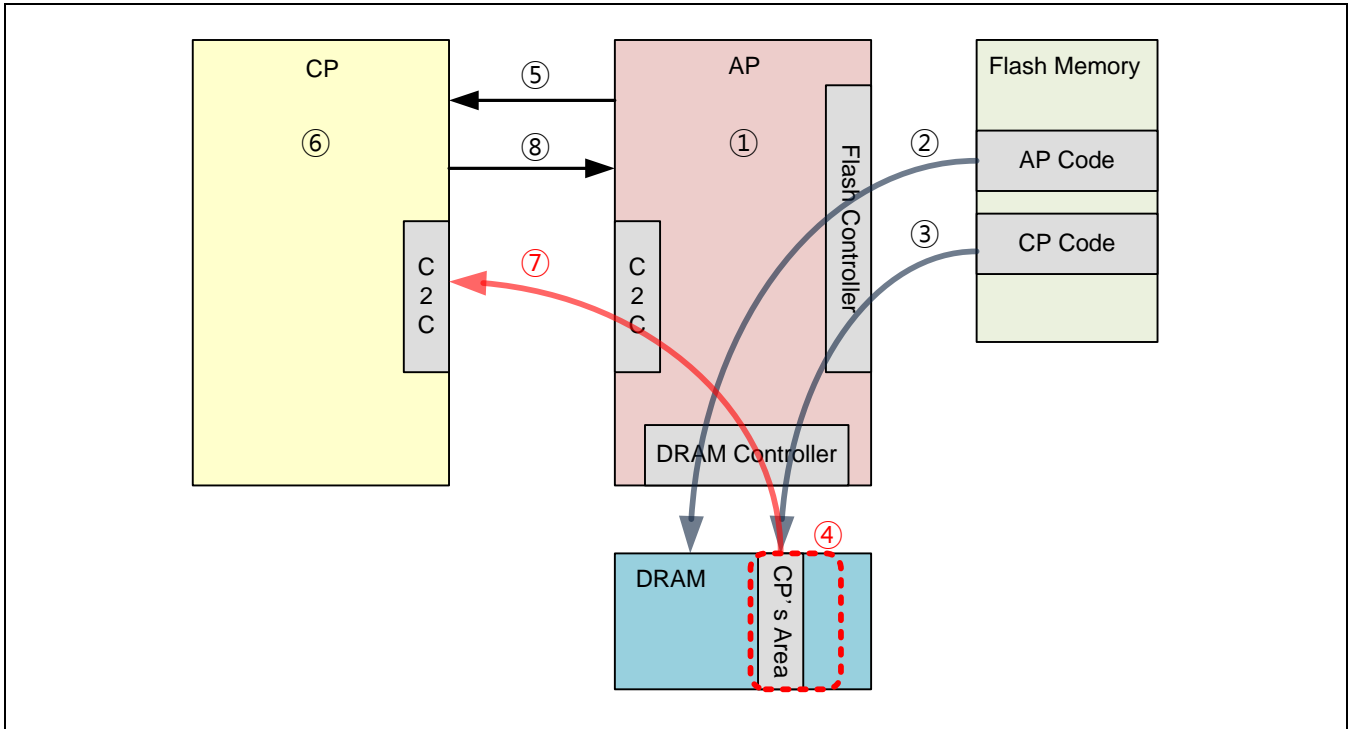 CP
⑥
⑤
⑧
⑦
C
2
C
AP
①
C
2
C
Flash Controller
DRAM Controller
Flash Memory
②
AP Code
③
CP Code
④
DRAM
CP's Area